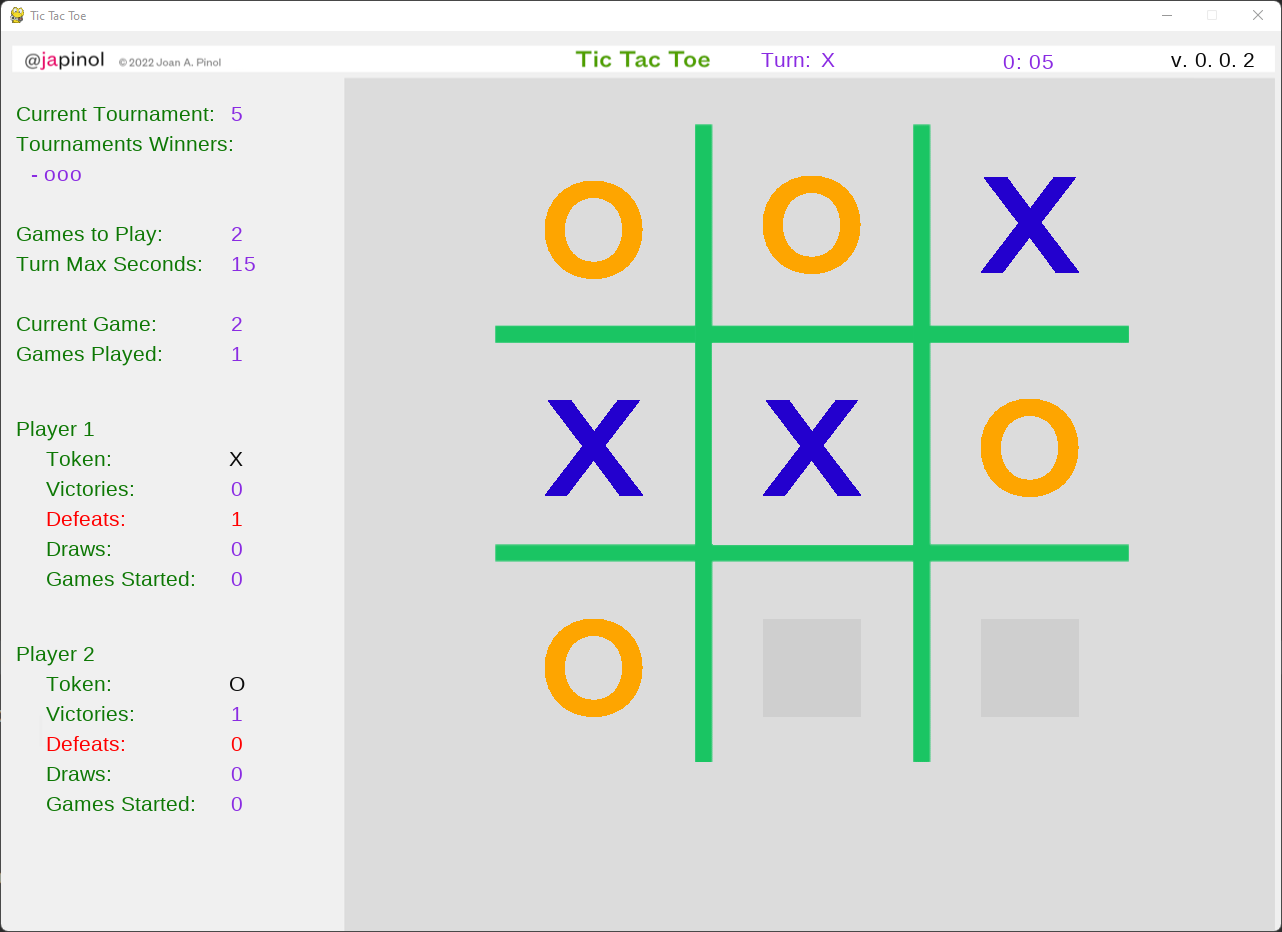 Tic Tac Toe
@japinol © 2022 Joan A. Pinol Tic Tac Toe Turn: X 0: 05 v. 0. 0. 2
Current Tournament: 5
Tournaments Winners:
- ooo
Games to Play: 2
Turn Max Seconds: 15
Current Game: 2
Games Played: 1
Player 1
Token: X
Victories: 0
Defeats: 1
Draws: 0
Games Started: 0
Player 2
Token: O
Victories: 1
Defeats: 0
Draws: 0
Games Started: 0
O O X
X X O
O